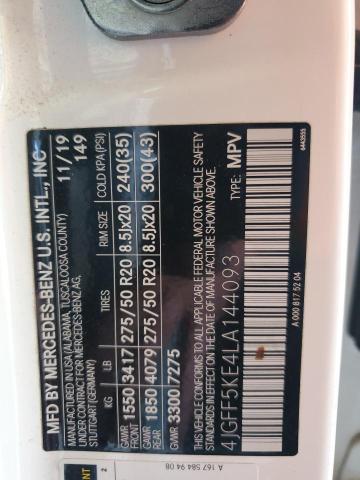 MFD BY MERCEDES-BENZ U.S. INTL., INC
MANUFACTURED IN USA (ALABAMA, TUSCALOOSA COUNTY)
UNDER CONTRACT FOR MERCEDES-BENZ AG,
STUTTGART (GERMANY)
11/19
149
TIRES RIM SIZE COLD KPA(PSI)
GAWR FRONT KG 1550 LB 3417 275/50 R20 8.5Jx20 240(35)
GAWR REAR 1850 4079 275/50 R20 8.5Jx20 300(43)
GVWR 3300 7275
THIS VEHICLE CONFORMS TO ALL APPLICABLE FEDERAL MOTOR VEHICLE SAFETY
STANDARDS IN EFFECT ON THE DATE OF MANUFACTURE SHOWN ABOVE.
TYPE: MPV
4JGFF5KE4LA144093
A 000 817 52 04
A 167 584 94 08
2